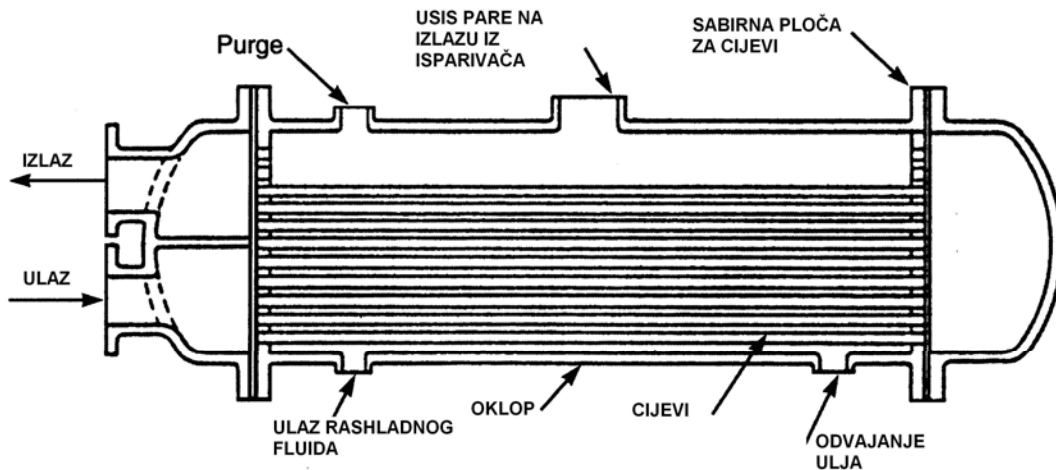 USIS PARE NA
IZLAZU IZ
ISPARIVAČA
SABIRNA PLOČA
ZA CIJEVI
Purge
IZLAZ
ULAZ
ULAZ RASHLADNOG
FLUIDA
OKLOP
CIJEVI
ODVAJANJE
ULJA